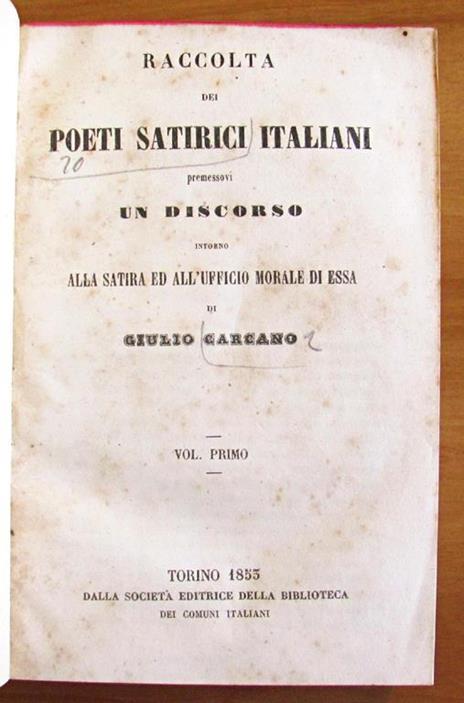 RACCOLTA
DEI
POETI SATIRICI ITALIANI
20
premessovi
UN DISCORSO
INTORNO
ALLA SATIRA ED ALL'UFFICIO MORALE DI ESSA
DI
GIULIO CARCANO
VOL. PRIMO
TORINO 1853
DALLA SOCIETÀ EDITRICE DELLA BIBLIOTECA
DEI COMUNI ITALIANI